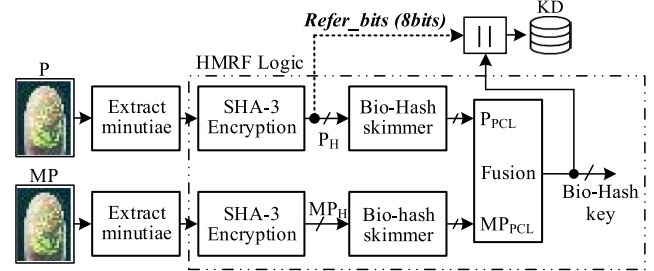 Refer_bits (8bits)
||
KD
HMRF Logic
P
Extract
minutiae
SHA-3
Encryption
P_H
Bio-Hash
skimmer
P_PCL
Fusion
Bio-Hash
key
MP
Extract
minutiae
SHA-3
Encryption
MP_H
Bio-hash
skimmer
MP_PCL